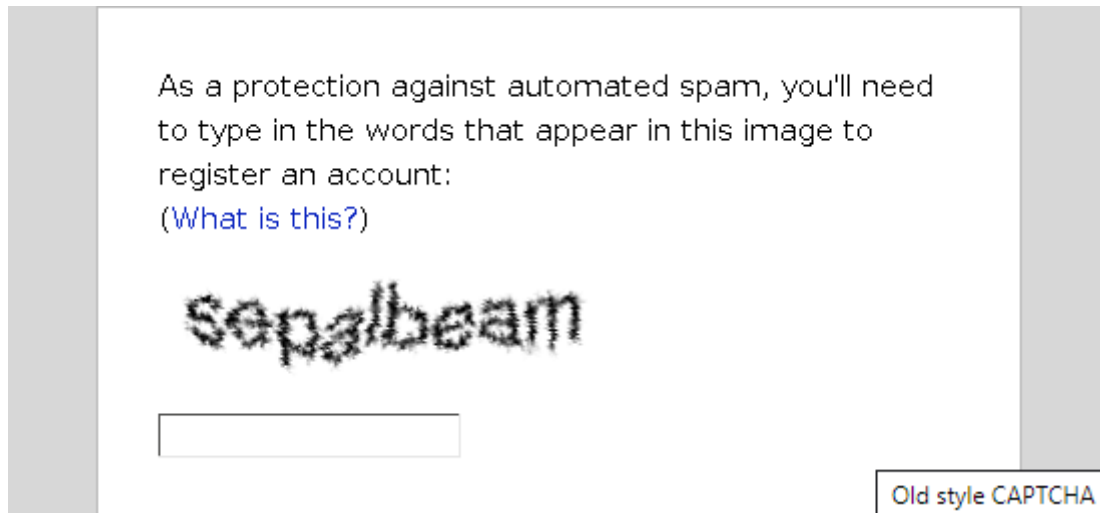 As a protection against automated spam, you'll need
to type in the words that appear in this image to
register an account:
(What is this?)
sepalbeam
Old style CAPTCHA